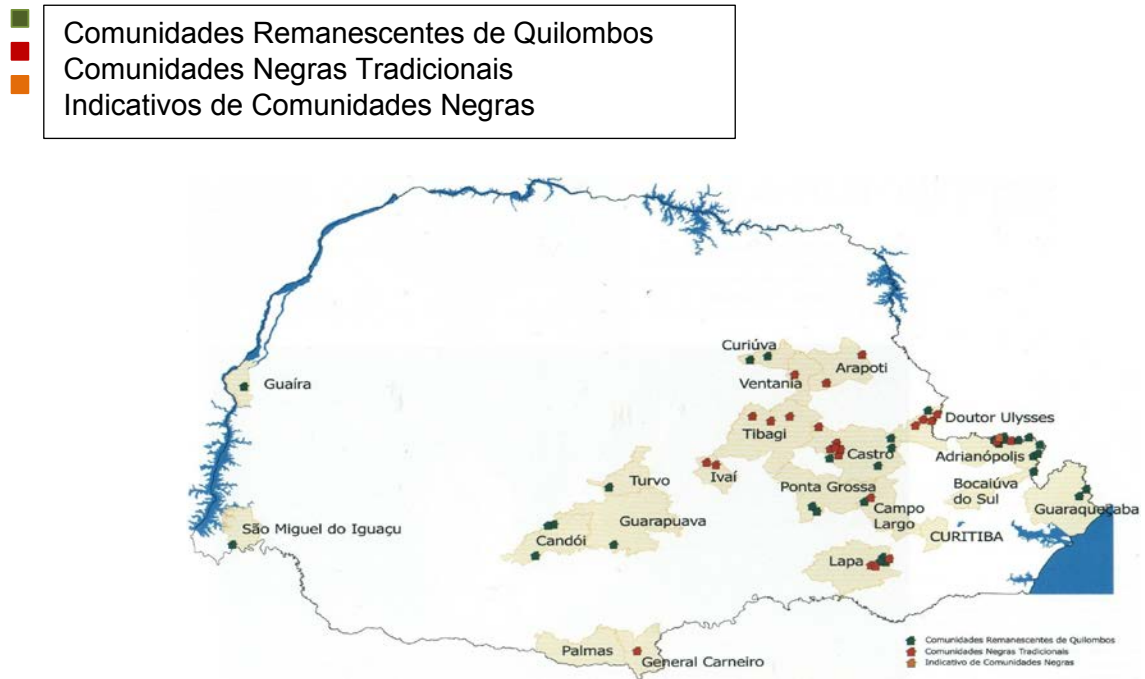 Comunidades Remanescentes de Quilombos
Comunidades Negras Tradicionais
Indicativos de Comunidades Negras
Curiúva
Arapoti
Ventania
Guaíra
Tibagi
Doutor Ulysses
Castro
Adrianópolis
Ivaí
Turvo
Ponta Grossa
Bocaiúva
do Sul
Guaraqueçaba
Campo
Largo
Guarapuava
São Miguel do Iguaçu
Candói
CURITIBA
Lapa
Palmas
General Carneiro
Comunidades Remanescentes de Quilombos
Comunidades Negras Tradicionais
Indicativo de Comunidades Negras